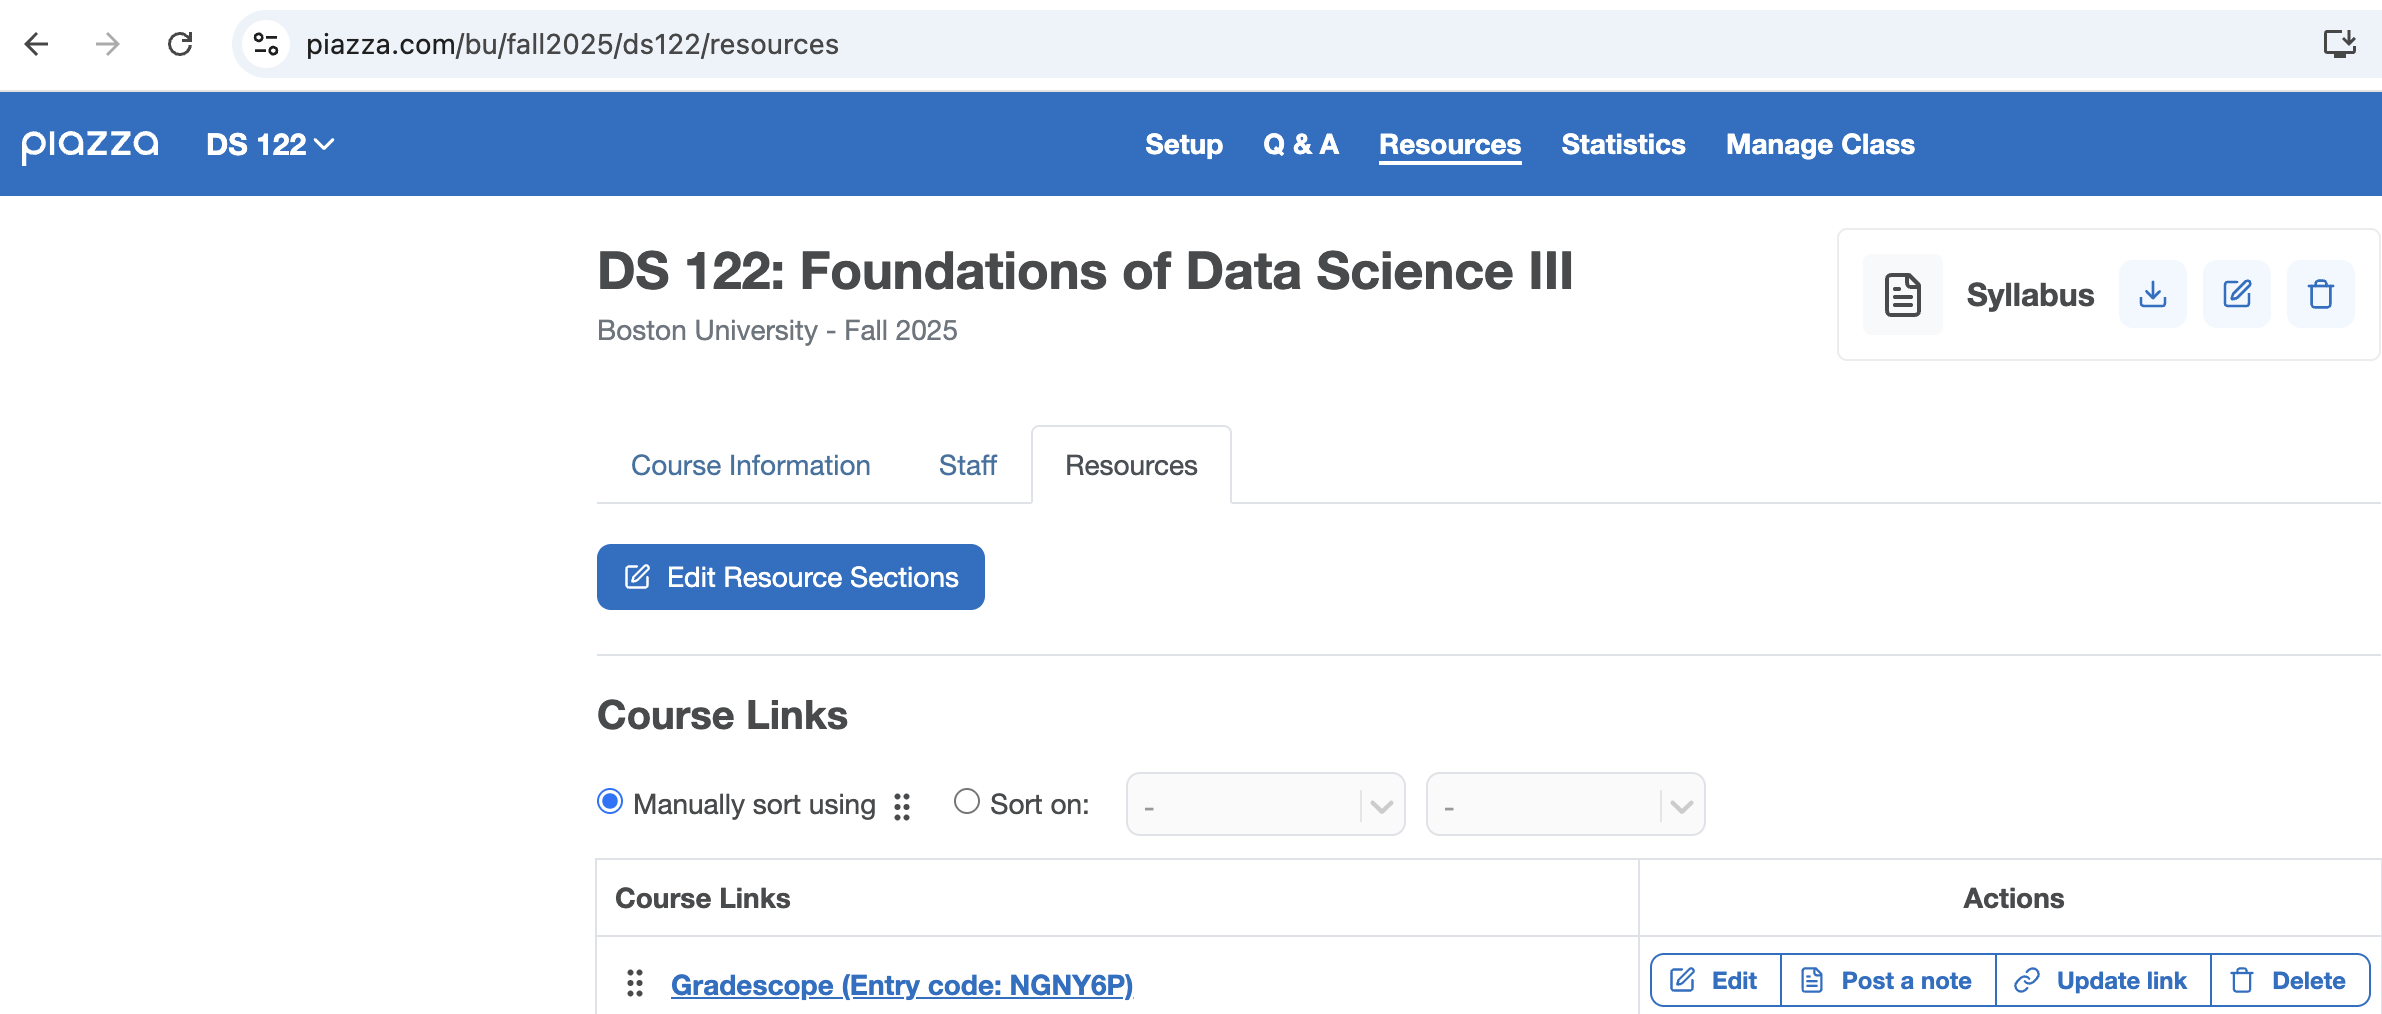 piazza.com/bu/fall2025/ds122/resources
piazza DS 122 Setup Q & A Resources Statistics Manage Class
DS 122: Foundations of Data Science III
Boston University - Fall 2025
Syllabus
Course Information Staff Resources
Edit Resource Sections
Course Links
Manually sort using Sort on: - -
Course Links Actions
Gradescope (Entry code: NGNY6P) Edit Post a note Update link Delete